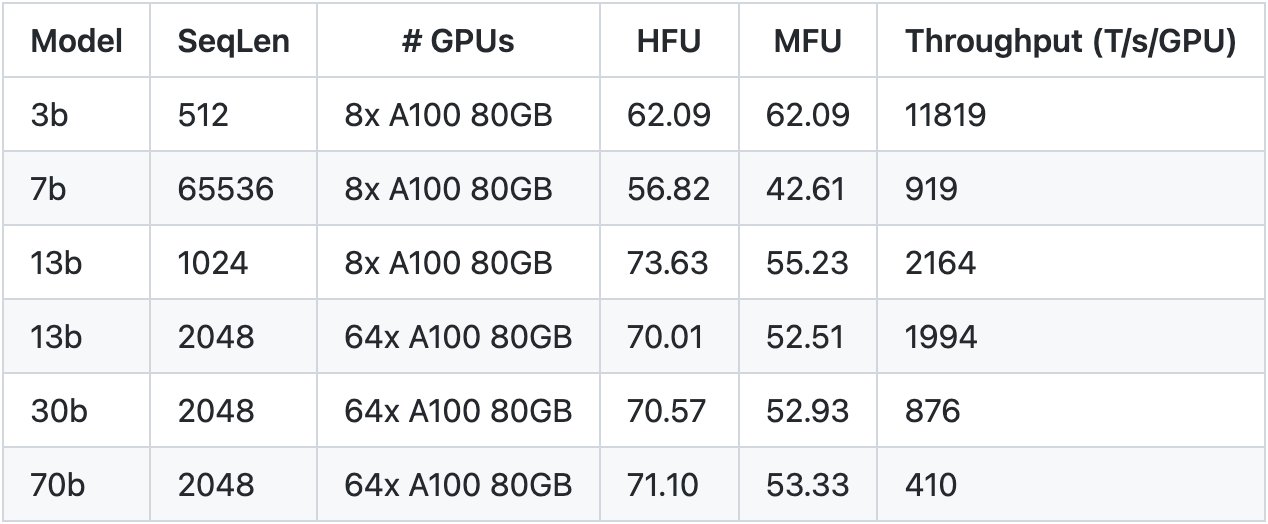 Model SeqLen # GPUs HFU MFU Throughput (T/s/GPU)
3b 512 8x A100 80GB 62.09 62.09 11819
7b 65536 8x A100 80GB 56.82 42.61 919
13b 1024 8x A100 80GB 73.63 55.23 2164
13b 2048 64x A100 80GB 70.01 52.51 1994
30b 2048 64x A100 80GB 70.57 52.93 876
70b 2048 64x A100 80GB 71.10 53.33 410